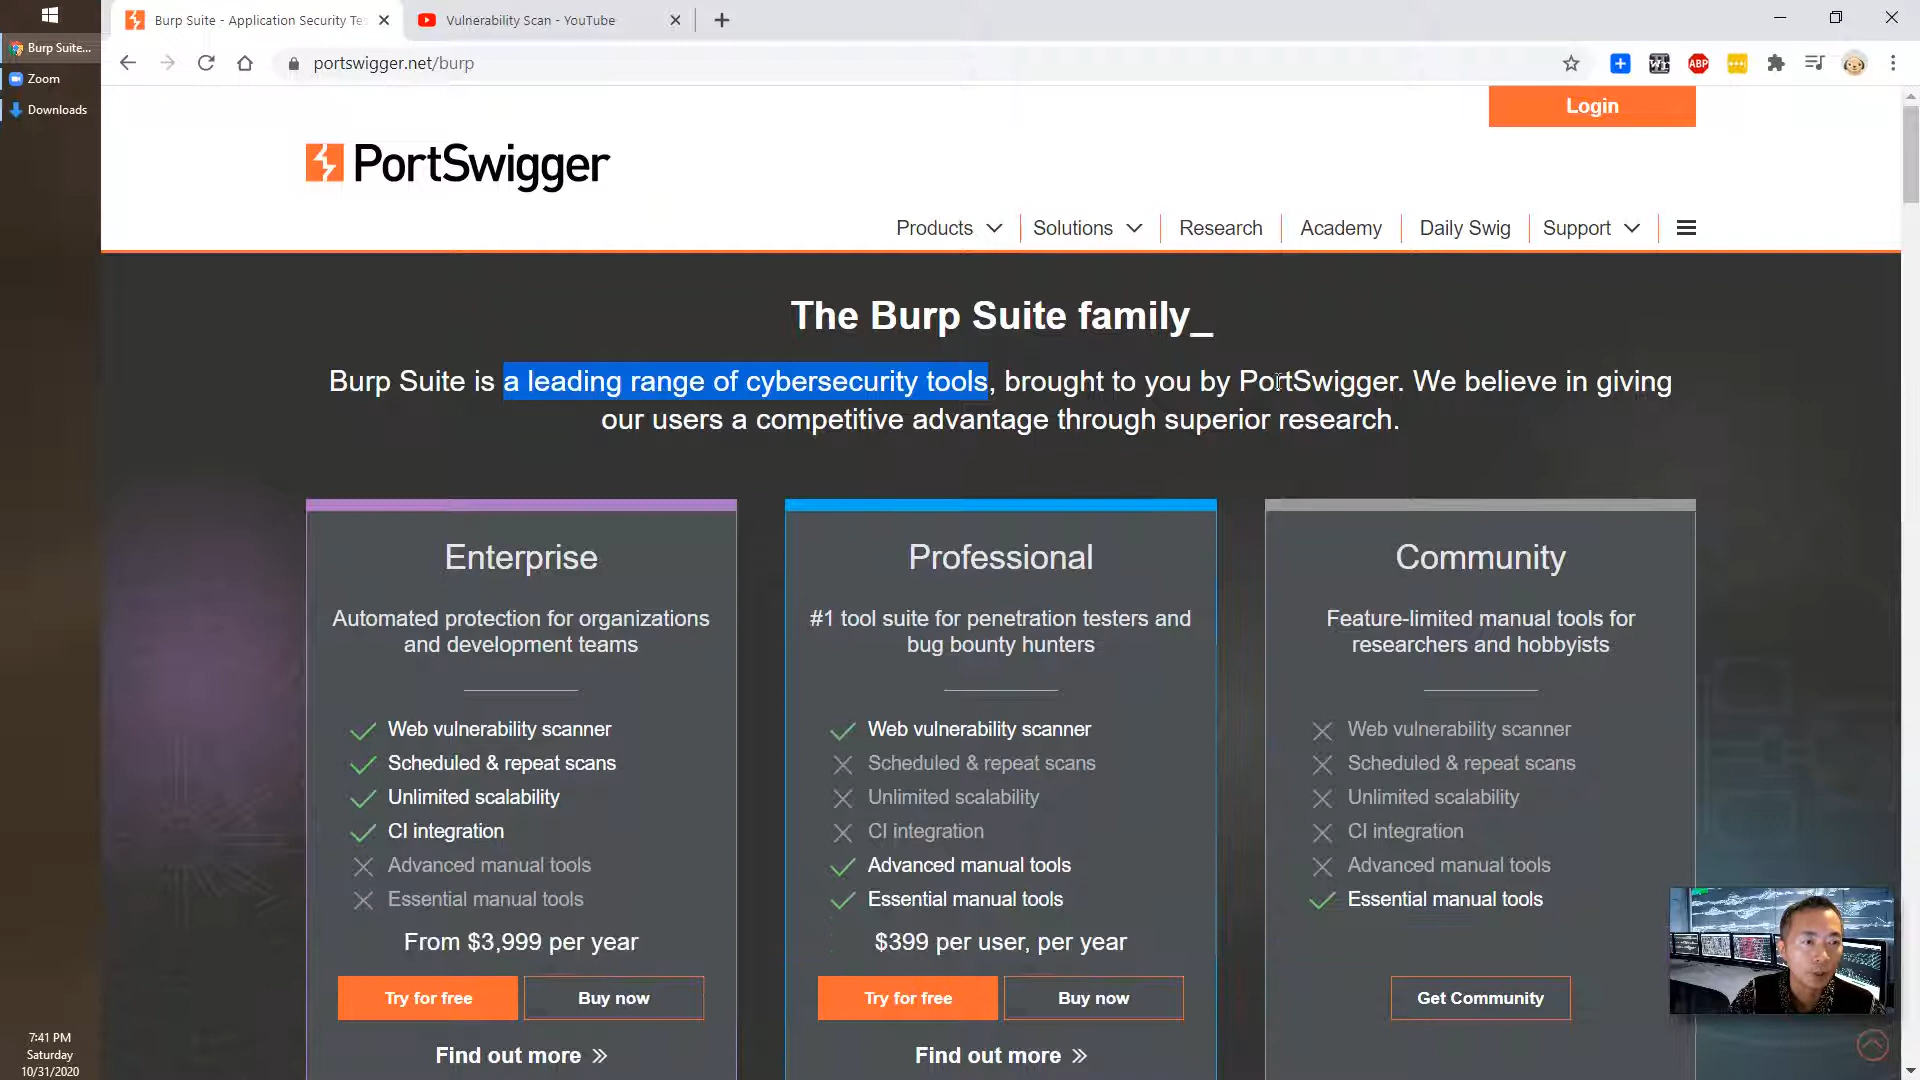 Burp Suite - Application Security Tes
Vulnerability Scan - YouTube
Burp Suite...
Zoom
Downloads
portswigger.net/burp
ABP
Login
PortSwigger
Products
Solutions
Research
Academy
Daily Swig
Support
The Burp Suite family_
Burp Suite is a leading range of cybersecurity tools, brought to you by PortSwigger. We believe in giving
our users a competitive advantage through superior research.
Enterprise
Automated protection for organizations
and development teams
Web vulnerability scanner
Scheduled & repeat scans
Unlimited scalability
CI integration
Advanced manual tools
Essential manual tools
From $3,999 per year
Try for free
Buy now
Find out more
Professional
#1 tool suite for penetration testers and
bug bounty hunters
Web vulnerability scanner
Scheduled & repeat scans
Unlimited scalability
CI integration
Advanced manual tools
Essential manual tools
$399 per user, per year
Try for free
Buy now
Find out more
Community
Feature-limited manual tools for
researchers and hobbyists
Web vulnerability scanner
Scheduled & repeat scans
Unlimited scalability
CI integration
Advanced manual tools
Essential manual tools
Get Community
7:41 PM
Saturday
10/31/2020